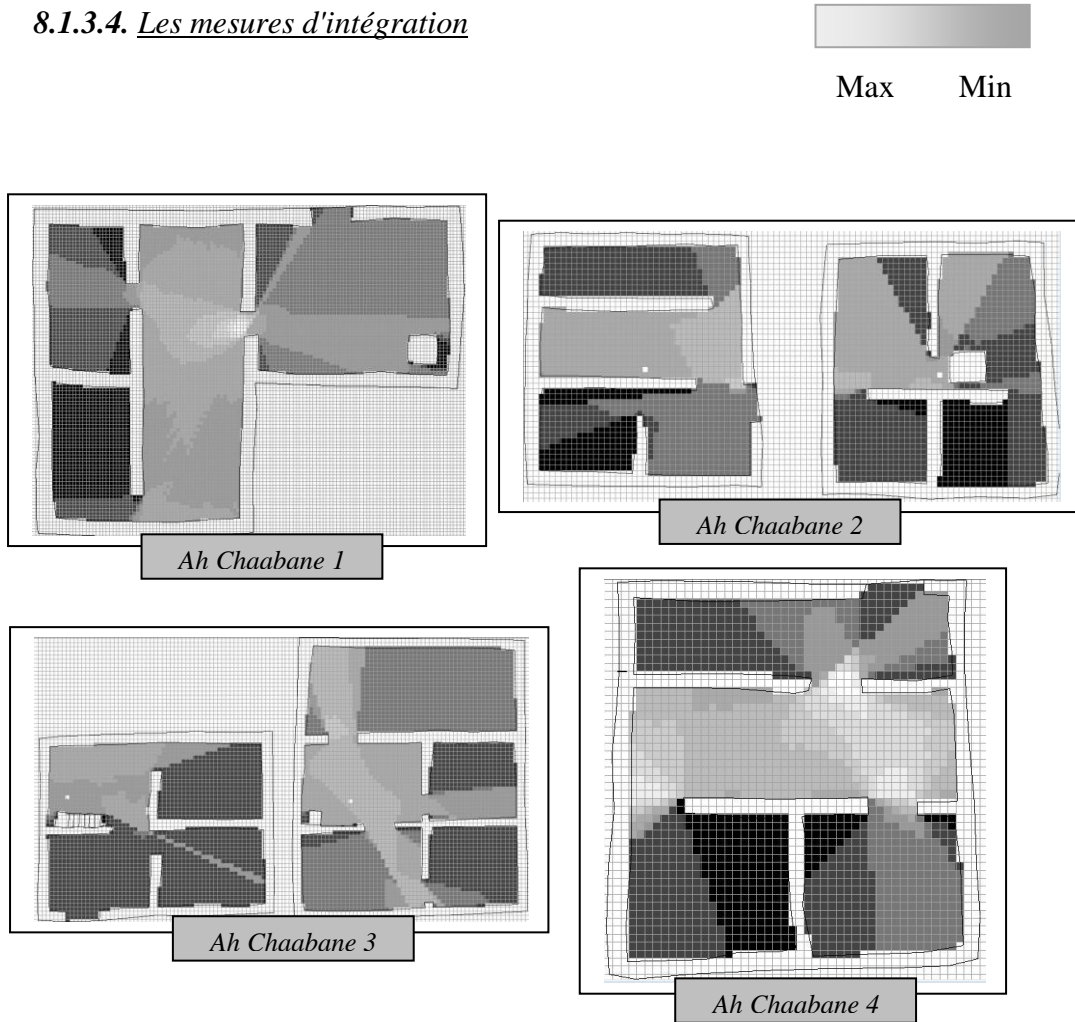 8.1.3.4. Les mesures d'intégration
Max Min
Ah Chaabane 1
Ah Chaabane 2
Ah Chaabane 3
Ah Chaabane 4